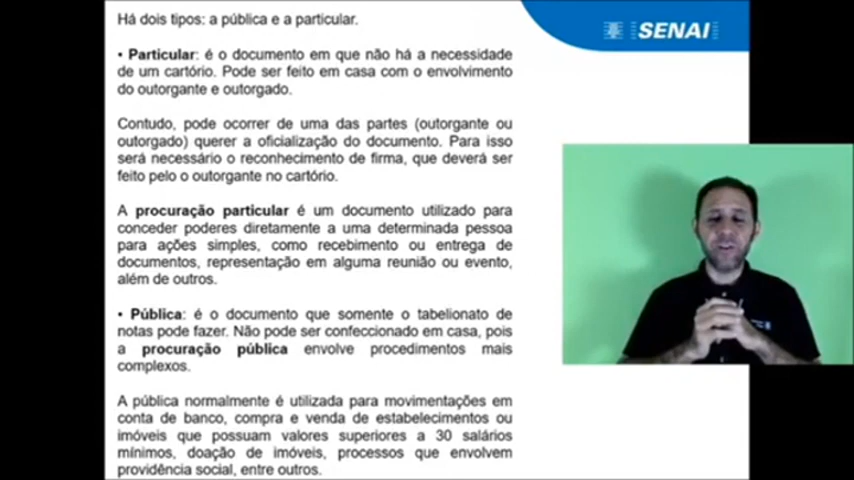 Há dois tipos: a pública e a particular.
• Particular: é o documento em que não há a necessidade
de um cartório. Pode ser feito em casa com o envolvimento
do outorgante e outorgado.
Contudo, pode ocorrer de uma das partes (outorgante ou
outorgado) querer a oficialização do documento. Para isso
será necessário o reconhecimento de firma, que deverá ser
feito pelo o outorgante no cartório.
A procuração particular é um documento utilizado para
conceder poderes diretamente a uma determinada pessoa
para ações simples, como recebimento ou entrega de
documentos, representação em alguma reunião ou evento,
além de outros.
• Pública: é o documento que somente o tabelionato de
notas pode fazer. Não pode ser confeccionado em casa, pois
a procuração pública envolve procedimentos mais
complexos.
A pública normalmente é utilizada para movimentações em
conta de banco, compra e venda de estabelecimentos ou
imóveis que possuam valores superiores a 30 salários
mínimos, doação de imóveis, processos que envolvem
providência social, entre outros.
SENAI